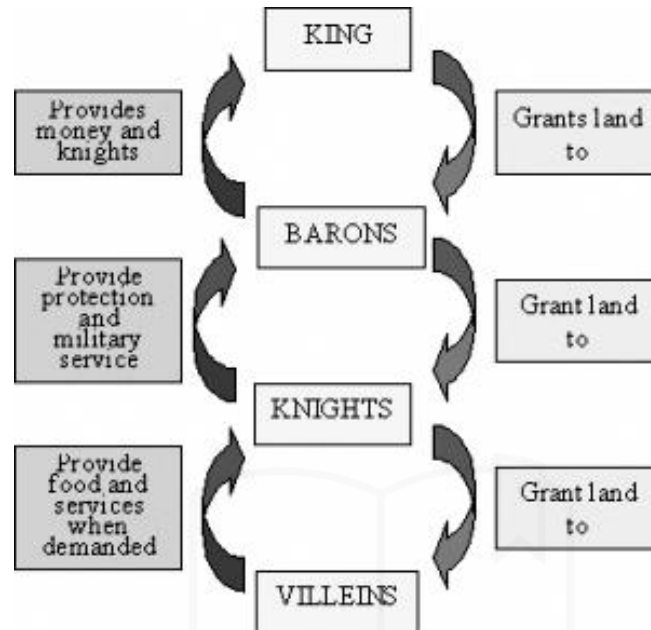 KING
Provides
money and
knights
Grants land
to
BARONS
Provide
protection
and
military
service
Grant land
to
KNIGHTS
Provide
food and
services
when
demanded
Grant land
to
VILLEINS